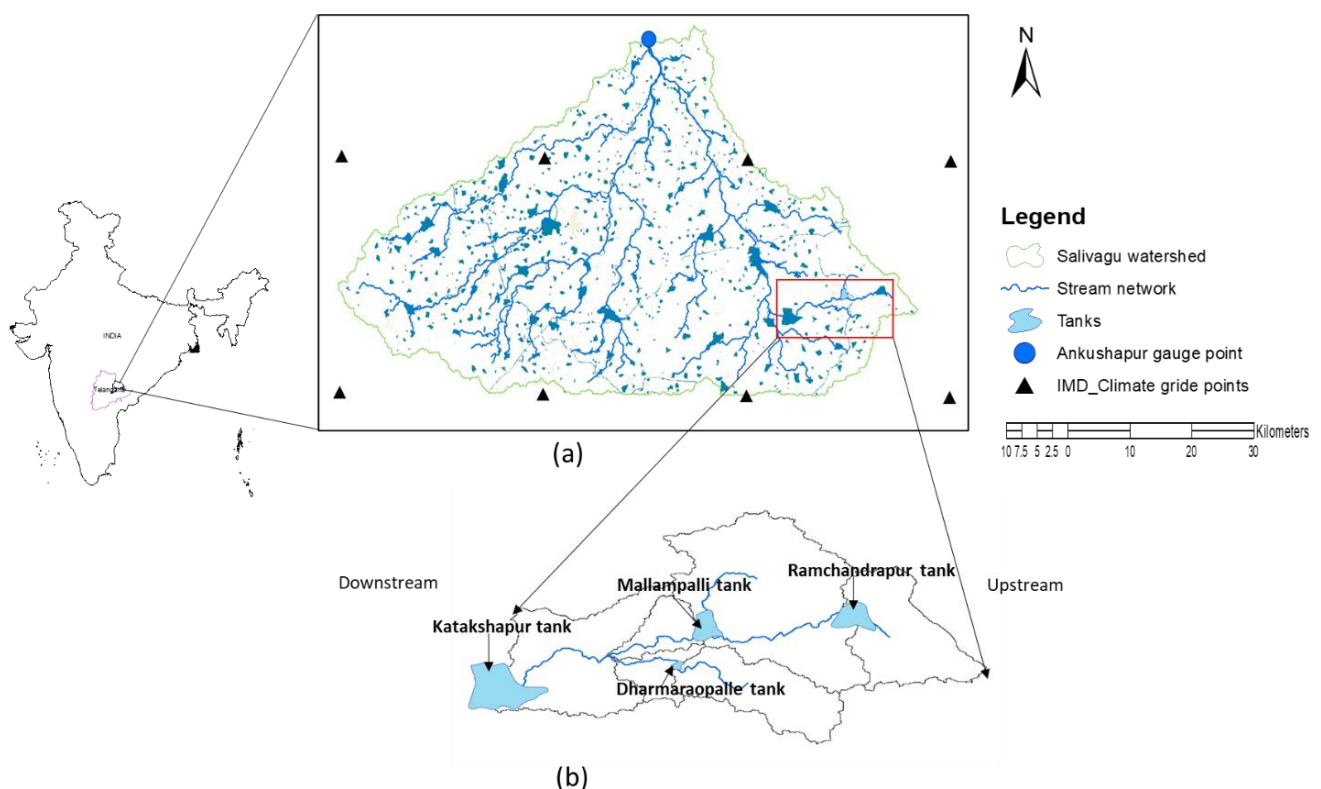 N
INDIA
Telangana
Legend
Salivagu watershed
Stream network
Tanks
Ankushapur gauge point
IMD_Climate gride points
Kilometers
10 7.5 5 2.5 0 10 20 30
(a)
Downstream
Mallampalli tank
Ramchandrapur tank
Upstream
Katakshapur tank
Dharmaraopalle tank
(b)